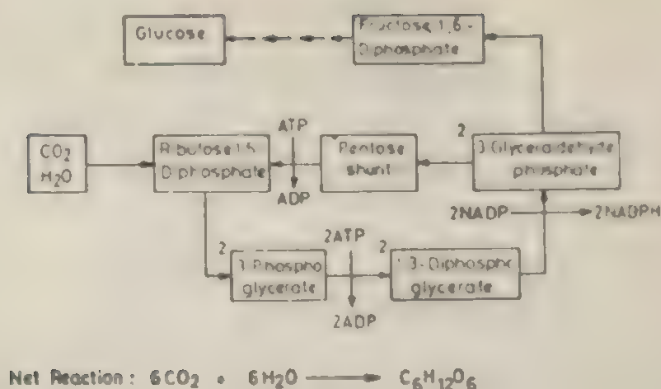 Glucose
Fructose, 1,6-
Diphosphate
CO2
H2O
Ribulose 1,5
Diphosphate
ATP
ADP
Pentose
shunt
2
3 Glyceraldehyde
phosphate
2NADP
2NADPH
2
3-Phospho
glycerate
2ATP
2ADP
2
1 3-Diphospho
glycerate
Net Reaction: 6CO2 + 6H2O → C6H12O6